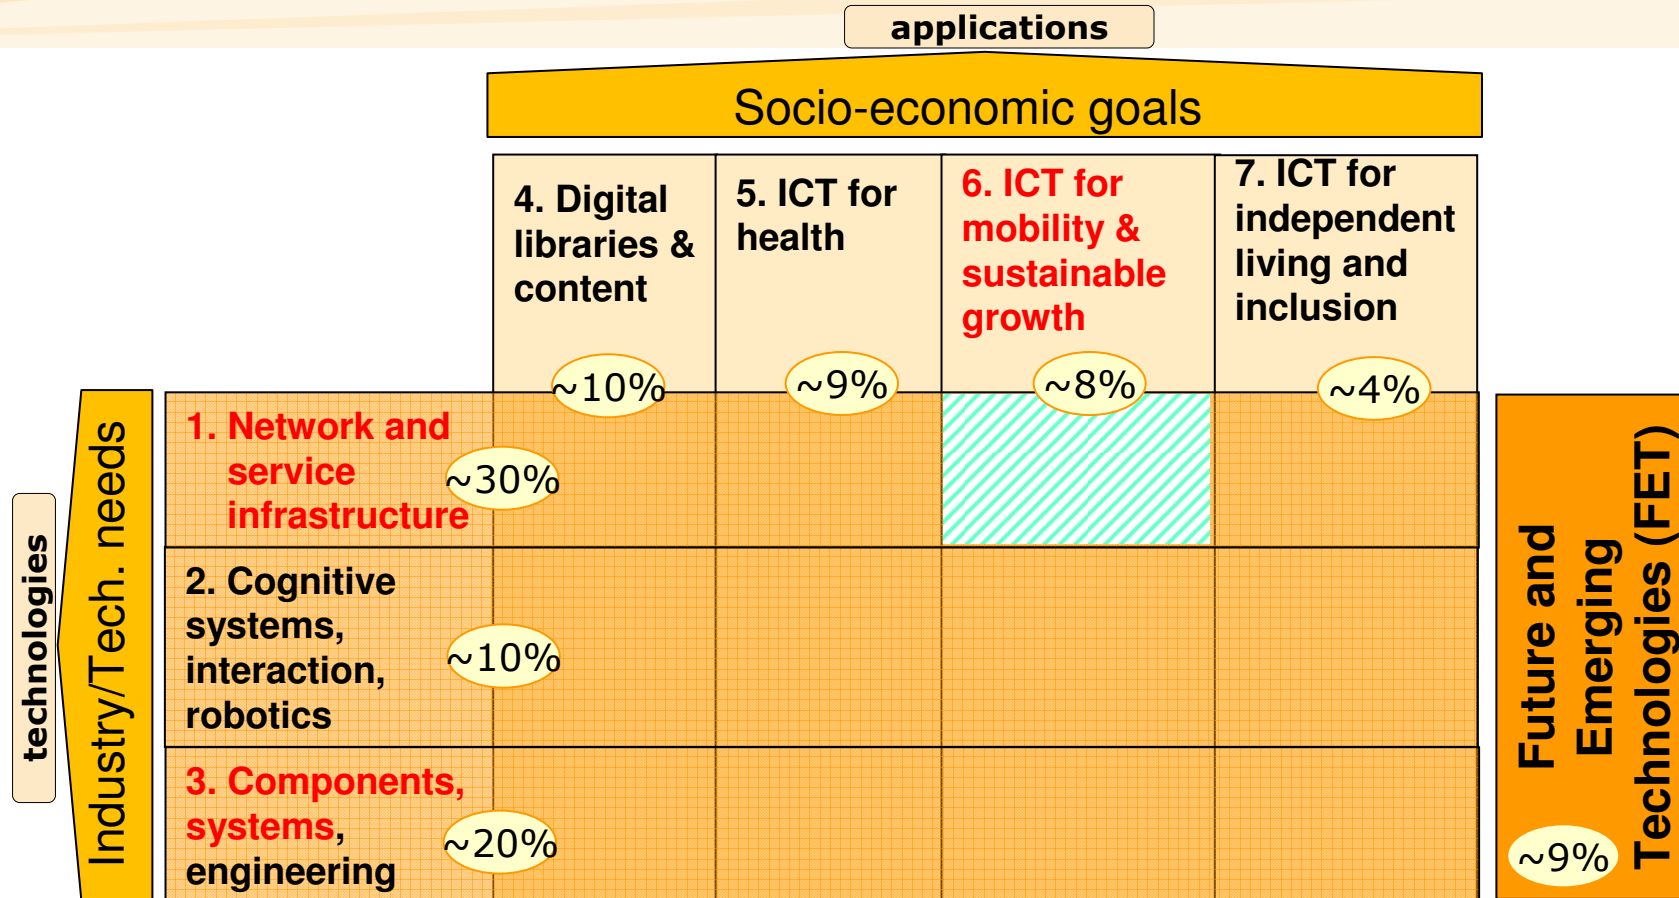 applications
Socio-economic goals
4. Digital
libraries &
content
5. ICT for
health
6. ICT for
mobility &
sustainable
growth
7. ICT for
independent
living and
inclusion
~10%
~9%
~8%
~4%
technologies
Industry/Tech. needs
1. Network and
service
infrastructure
~30%
2. Cognitive
systems,
interaction,
robotics
~10%
3. Components,
systems,
engineering
~20%
Future and
Emerging
Technologies (FET)
~9%